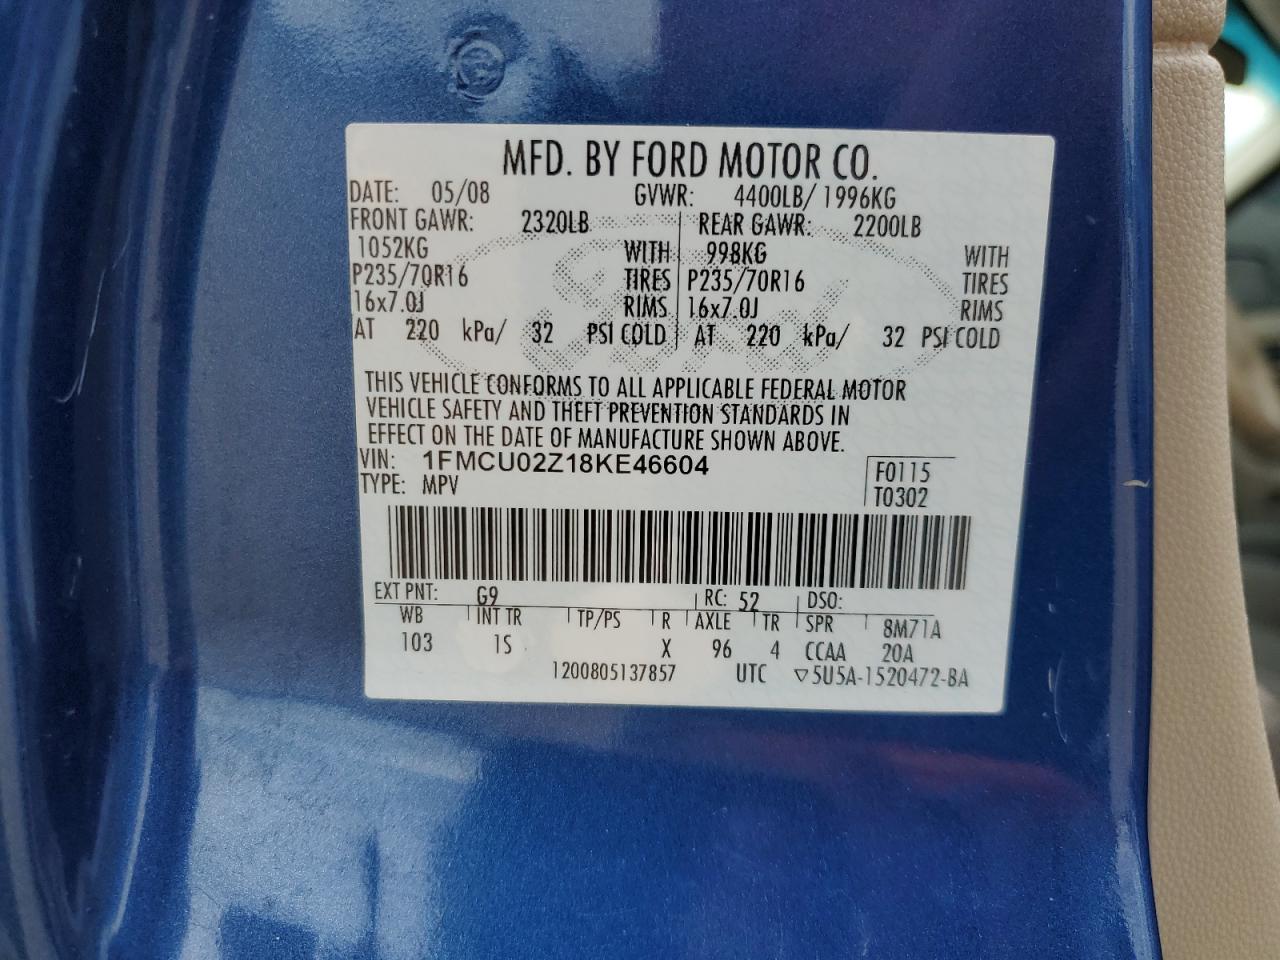 MFD. BY FORD MOTOR CO.
DATE: 05/08 GVWR: 4400LB/ 1996KG
FRONT GAWR: 2320LB REAR GAWR: 2200LB
1052KG WITH 998KG WITH
P235/70R16 TIRES P235/70R16 TIRES
16x7.0J RIMS 16x7.0J RIMS
AT 220 kPa/ 32 PSI COLD AT 220 kPa/ 32 PSI COLD
THIS VEHICLE CONFORMS TO ALL APPLICABLE FEDERAL MOTOR
VEHICLE SAFETY AND THEFT PREVENTION STANDARDS IN
EFFECT ON THE DATE OF MANUFACTURE SHOWN ABOVE.
VIN: 1FMCU02Z18KE46604 F0115
TYPE: MPV T0302
EXT PNT: G9 RC: 52 DSO:
WB INT TR TP/PS R AXLE TR SPR 8M71A
103 1S X 96 4 CCAA 20A
1200805137857 UTC ▽5U5A-1520472-BA